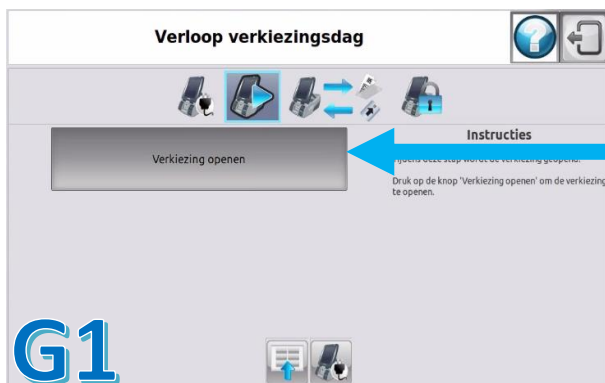 Verloop verkiezingsdag
Verkiezing openen
Instructies
deze stap wordt de verkiezing geopend.
Druk op de knop 'Verkiezing openen' om de verkiezing
te openen.
G1